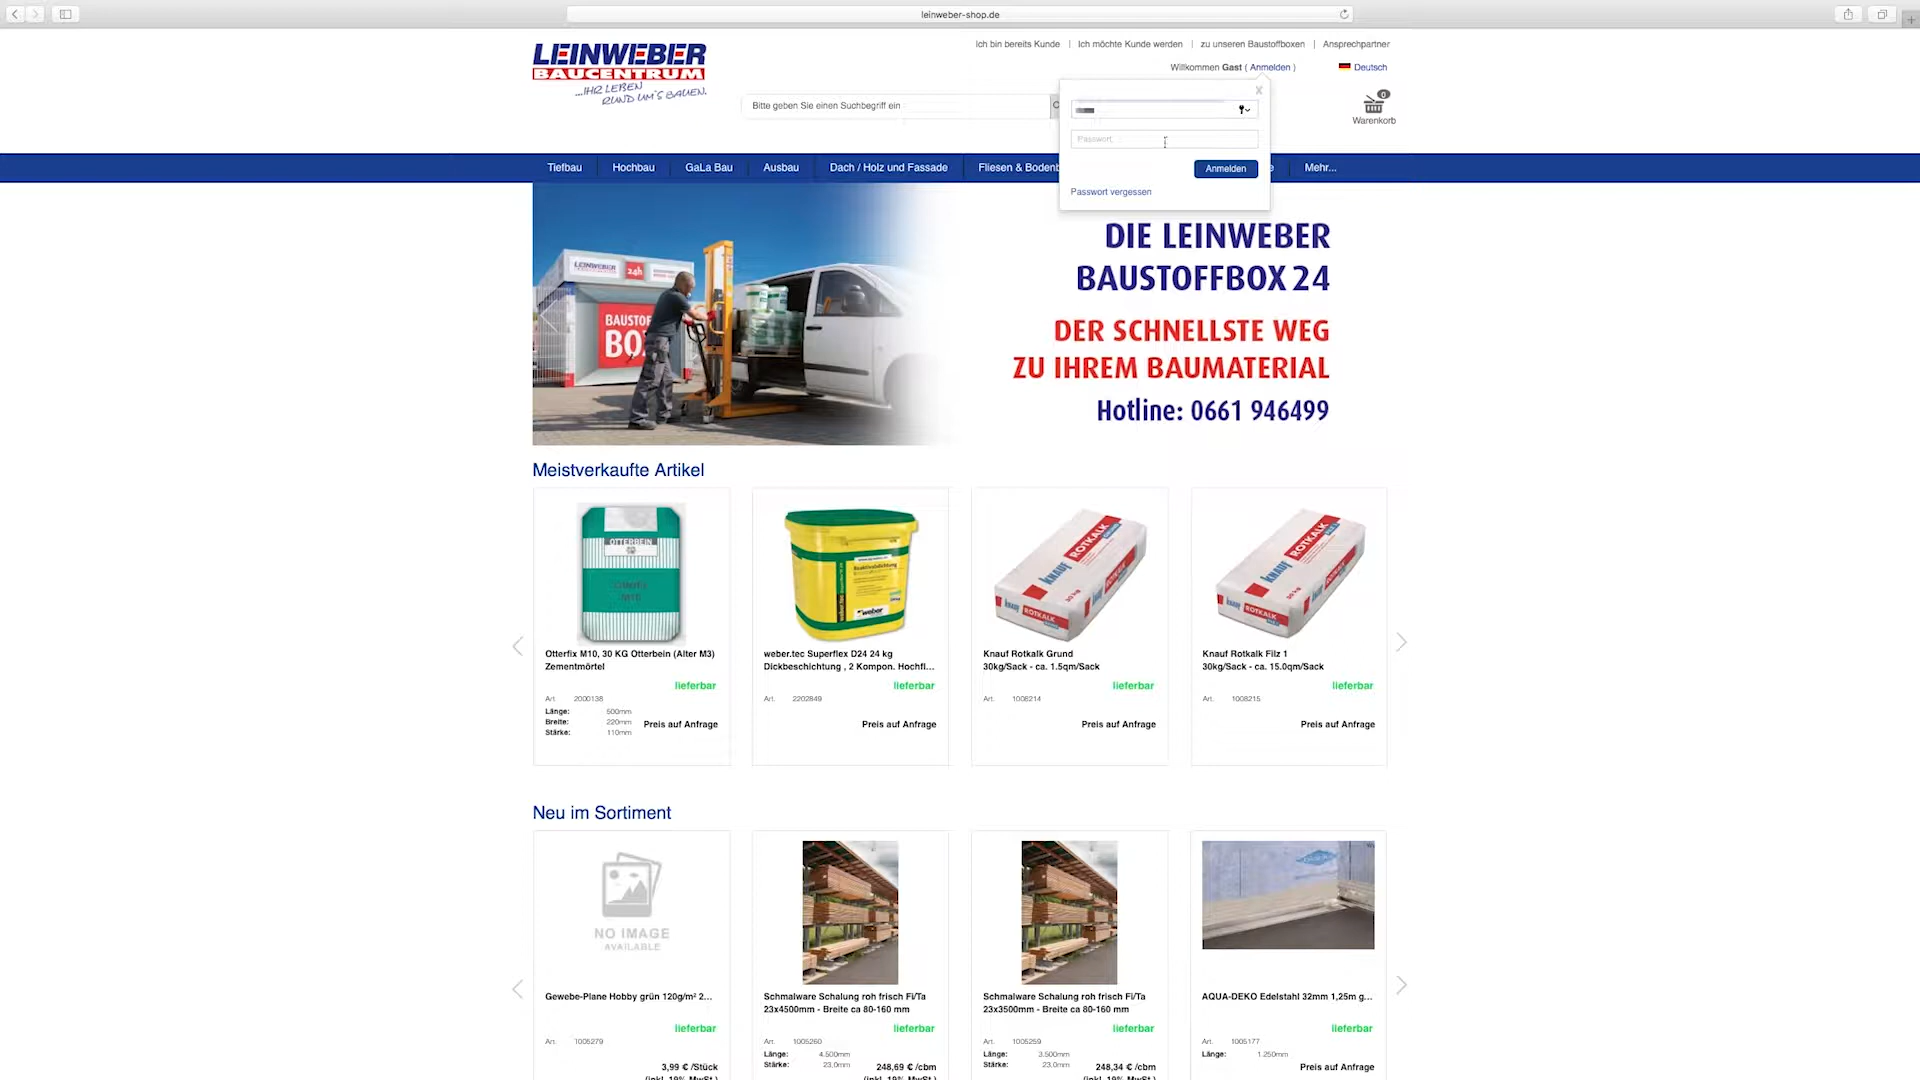 leinweber-shop.de
LEINWEBER
BAUCENTRUM
...IHR LEBEN
RUND UM'S BAUEN.
Ich bin bereits Kunde | Ich möchte Kunde werden | zu unseren Baustoffboxen | Ansprechpartner
Willkommen Gast ( Anmelden )
Deutsch
Bitte geben Sie einen Suchbegriff ein
0
Warenkorb
X
Passwort
Anmelden
Passwort vergessen
Tiefbau
Hochbau
GaLa Bau
Ausbau
Dach / Holz und Fassade
Fliesen & Bodenb
e
Mehr...
LEINWEBER
24h
BAUSTOF
BO
DIE LEINWEBER
BAUSTOFFBOX 24
DER SCHNELLSTE WEG
ZU IHREM BAUMATERIAL
Hotline: 0661 946499
Meistverkaufte Artikel
OTTERBEIN
weber
KNAUF ROTKALK
ROTKALK
KNAUF ROTKALK
ROTKALK
Otterfix M10, 30 KG Otterbein (Alter M3)
Zementmörtel
lieferbar
Art. 2000138
Länge: 500mm
Breite: 220mm
Stärke: 110mm
Preis auf Anfrage
weber.tec Superflex D24 24 kg
Dickbeschichtung , 2 Kompon. Hochfl...
lieferbar
Art. 2202849
Preis auf Anfrage
Knauf Rotkalk Grund
30kg/Sack - ca. 1.5qm/Sack
lieferbar
Art. 1008214
Preis auf Anfrage
Knauf Rotkalk Filz 1
30kg/Sack - ca. 15.0qm/Sack
lieferbar
Art. 1008215
Preis auf Anfrage
Neu im Sortiment
NO IMAGE
AVAILABLE
Gewebe-Plane Hobby grün 120g/m² 2...
lieferbar
Art. 1005279
3,99 € /Stück
(inkl. 19% MwSt.)
Schmalware Schalung roh frisch Fi/Ta
23x4500mm - Breite ca 80-160 mm
lieferbar
Art. 1005260
Länge: 4.500mm
Stärke: 23,0mm
248,69 € /cbm
(inkl. 19% MwSt.)
Schmalware Schalung roh frisch Fi/Ta
23x3500mm - Breite ca 80-160 mm
lieferbar
Art. 1005259
Länge: 3.500mm
Stärke: 23,0mm
248,34 € /cbm
(inkl. 19% MwSt.)
AQUA-DEKO Edelstahl 32mm 1,25m g...
lieferbar
Art. 1005177
Länge: 1.250mm
Preis auf Anfrage